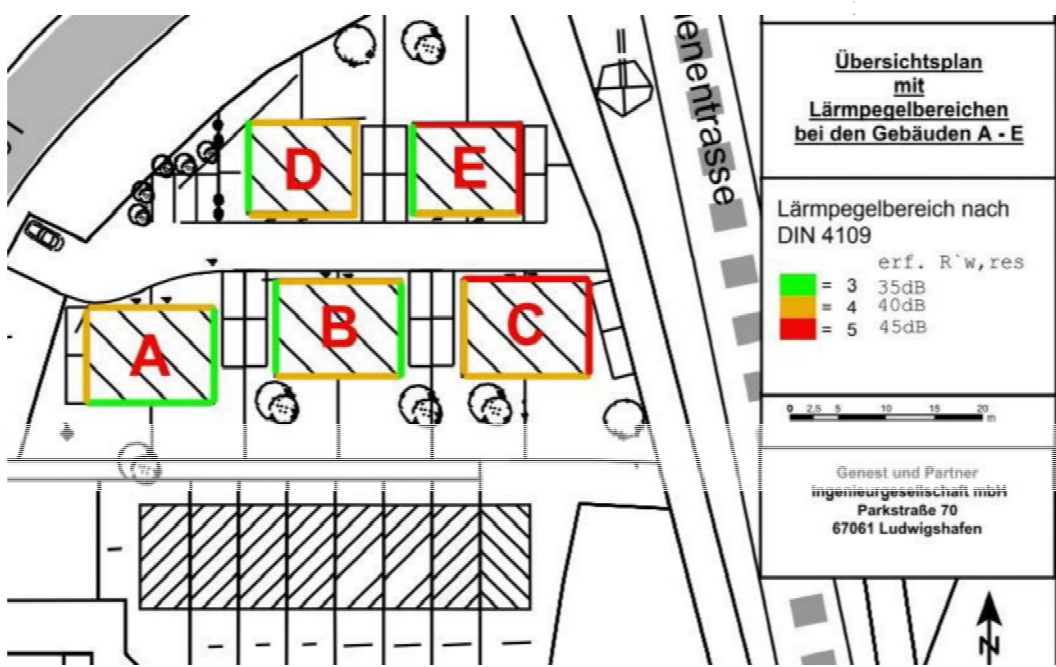 Übersichtsplan
mit
Lärmpegelbereichen
bei den Gebäuden A - E
Lärmpegelbereich nach
DIN 4109
erf. R`w,res
= 3 35dB
= 4 40dB
= 5 45dB
0 2,5 5 10 15 20
m
Genest und Partner
Ingenieurgesellschaft mbH
Parkstraße 70
67061 Ludwigshafen
N
D
E
A
B
C
enentrasse